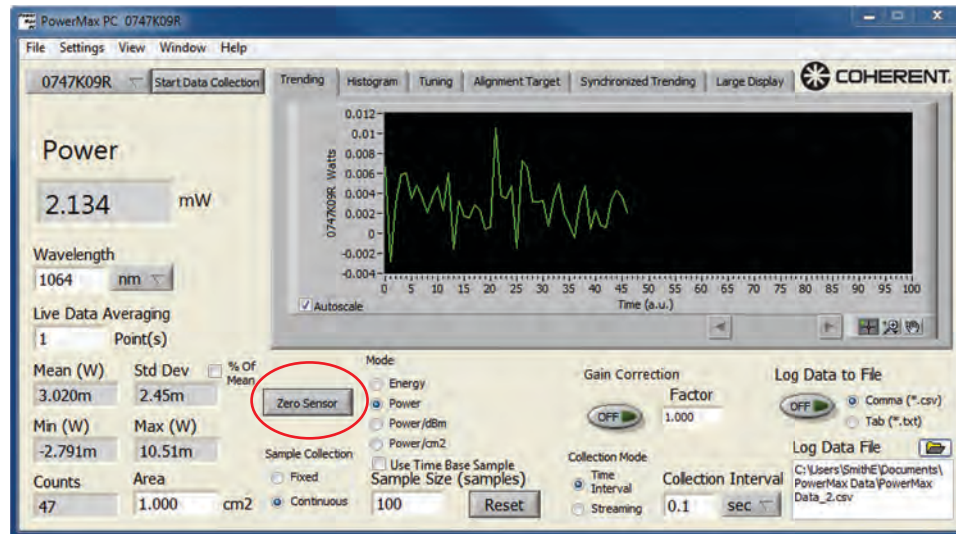 PowerMax PC 0747K09R
File Settings View Window Help
0747K09R Start Data Collection
Trending Histogram Tuning Alignment Target Synchronized Trending Large Display
COHERENT.
Power
2.134 mW
Wavelength
1064 nm
Live Data Averaging
1 Point(s)
0747K09R Watts
0.012
0.01
0.008
0.006
0.004
0.002
0
-0.002
-0.004
0 5 10 15 20 25 30 35 40 45 50 55 60 65 70 75 80 85 90 95 100
Time (a.u.)
Autoscale
Mean (W) Std Dev % Of Mean
3.020m 2.45m
Min (W) Max (W)
-2.791m 10.51m
Counts Area
47 1.000 cm2
Zero Sensor
Sample Collection
Fixed
Continuous
Mode
Energy
Power
Power/dBm
Power/cm2
Use Time Base Sample
Sample Size (samples)
100 Reset
Gain Correction
Factor
OFF 1.000
Collection Mode
Time Interval
Streaming
Collection Interval
0.1 sec
Log Data to File
OFF
Comma (*.csv)
Tab (*.txt)
Log Data File
C:\Users\SmithE\Documents\
PowerMax Data\PowerMax
Data_2.csv